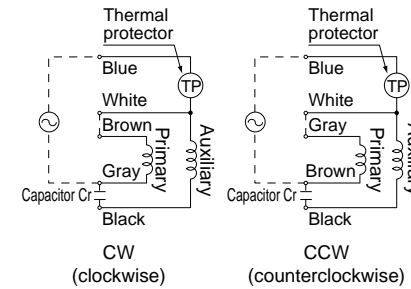 Thermal
protector
Blue
TP
White
Brown
Primary
Auxiliary
Gray
Capacitor Cr
Black
CW
(clockwise)
Thermal
protector
Blue
TP
White
Gray
Primary
Brown
Capacitor Cr
Black
CCW
(counterclockwise)